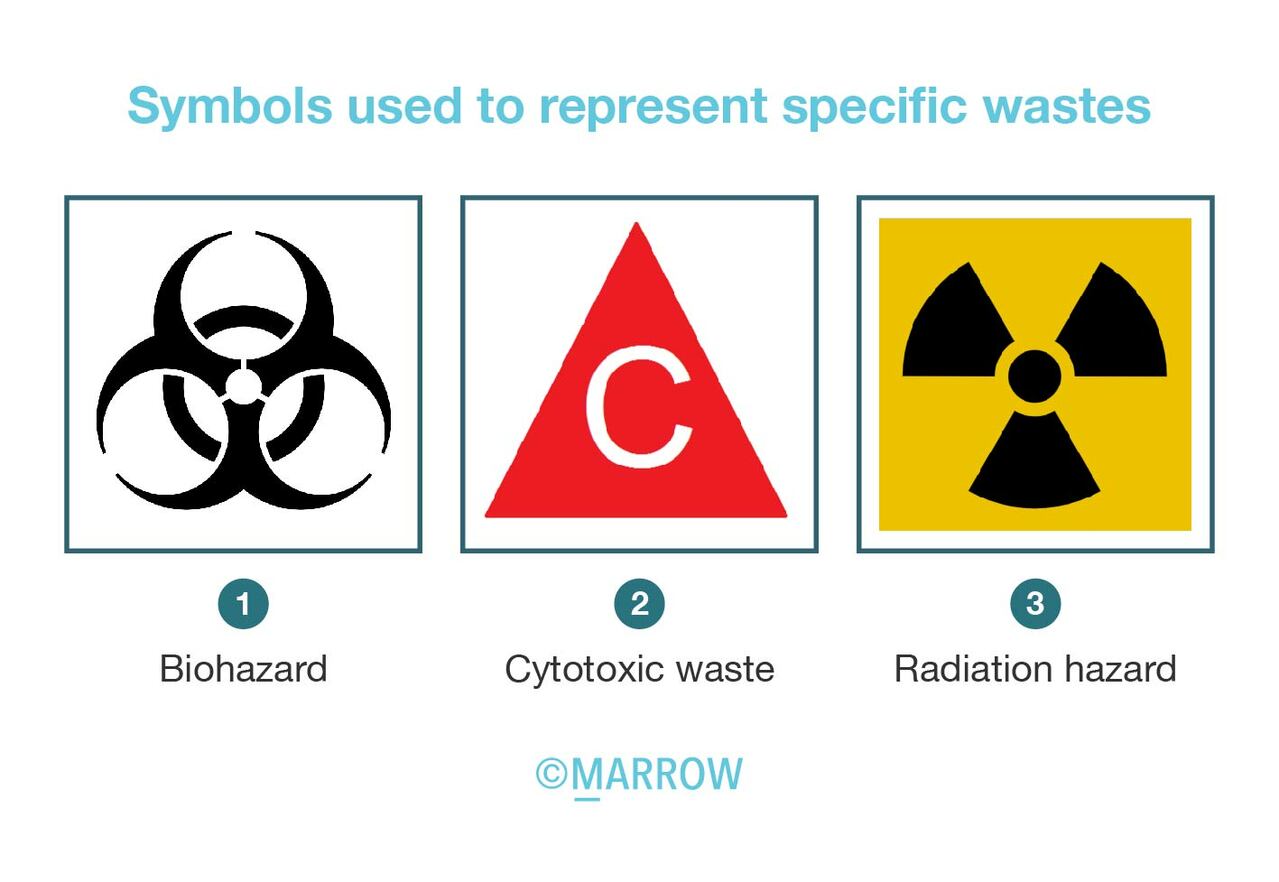 Symbols used to represent specific wastes
C
1
2
3
Biohazard
Cytotoxic waste
Radiation hazard
©MARROW